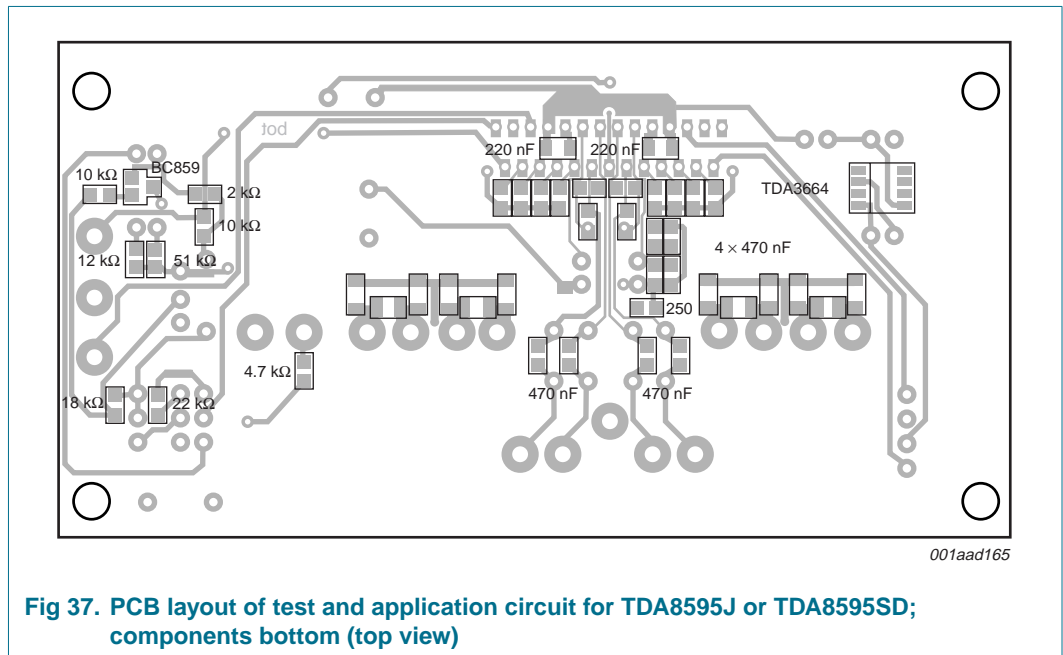 bot
220 nF
220 nF
10 kΩ
BC859
2 kΩ
TDA3664
10 kΩ
4 × 470 nF
12 kΩ
51 kΩ
250
4.7 kΩ
18 kΩ
22 kΩ
470 nF
470 nF
001aad165
Fig 37. PCB layout of test and application circuit for TDA8595J or TDA8595SD;
components bottom (top view)